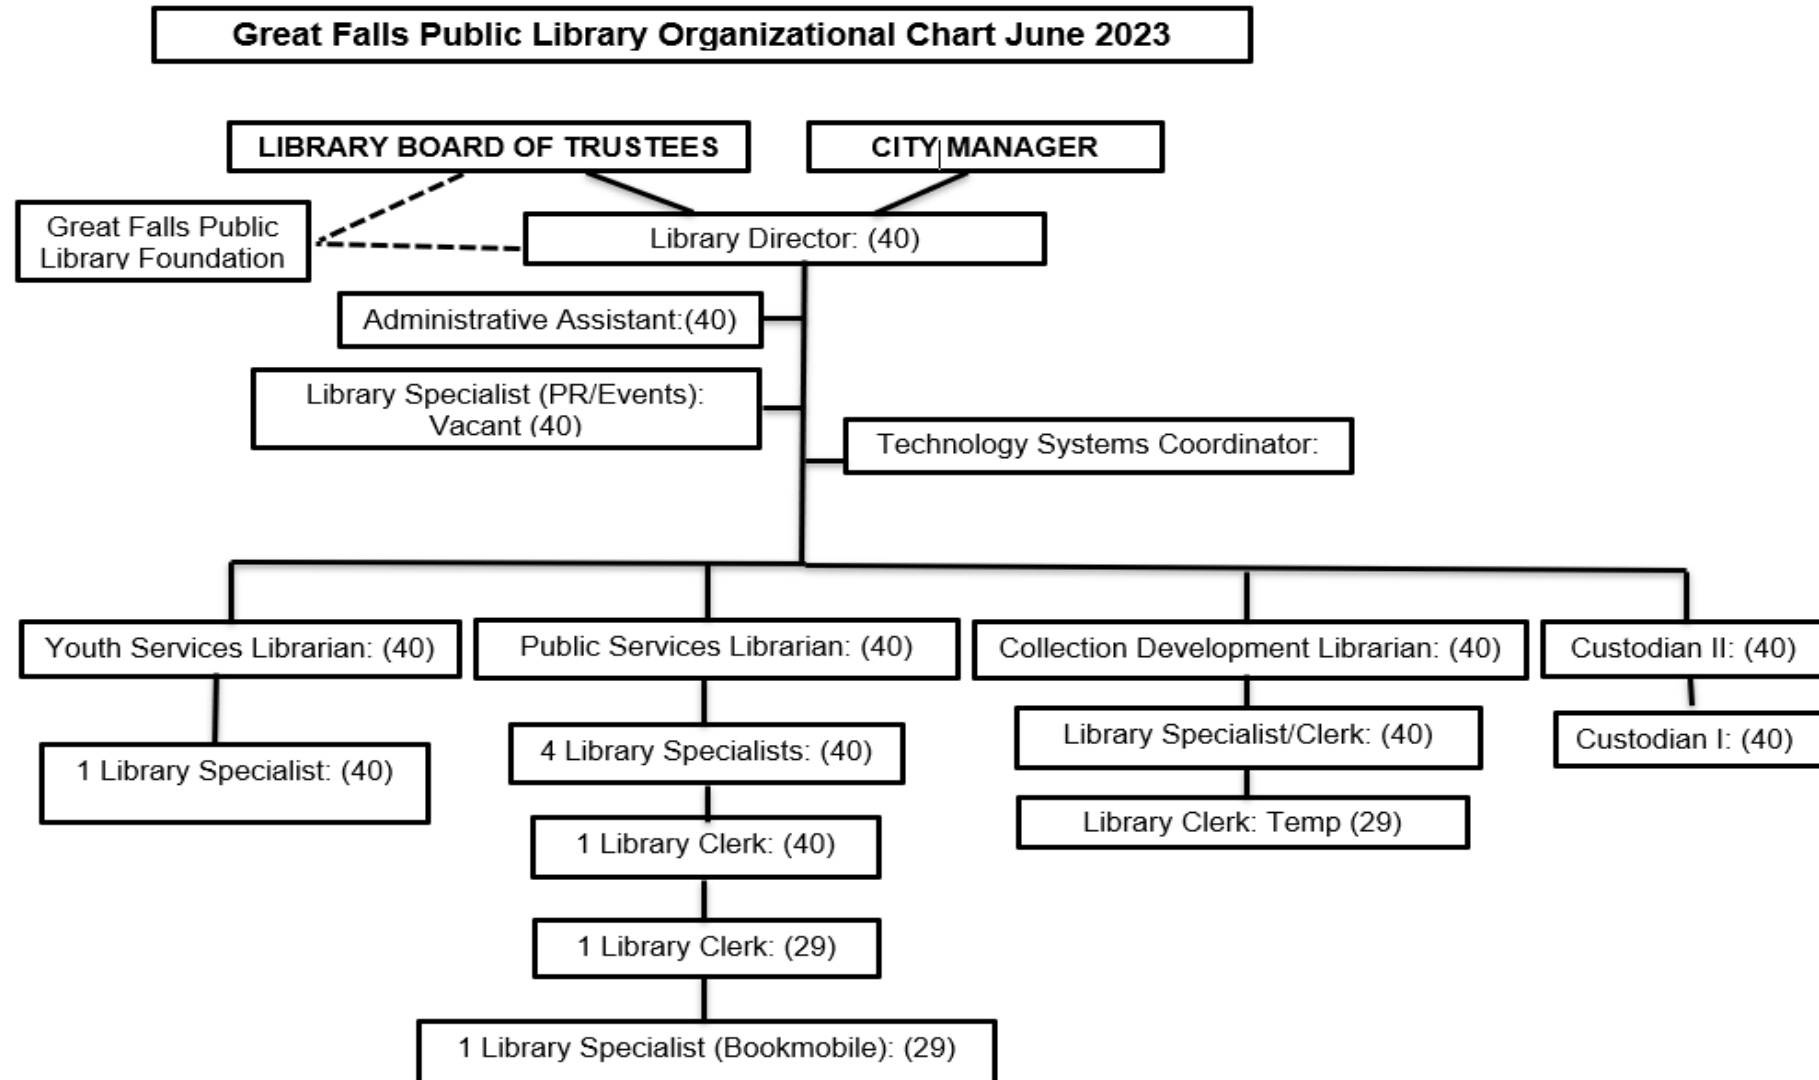 Great Falls Public Library Organizational Chart June 2023
LIBRARY BOARD OF TRUSTEES
CITY MANAGER
Great Falls Public
Library Foundation
Library Director: (40)
Administrative Assistant:(40)
Library Specialist (PR/Events):
Vacant (40)
Technology Systems Coordinator:
Youth Services Librarian: (40)
Public Services Librarian: (40)
Collection Development Librarian: (40)
Custodian II: (40)
1 Library Specialist: (40)
4 Library Specialists: (40)
Library Specialist/Clerk: (40)
Custodian I: (40)
1 Library Clerk: (40)
Library Clerk: Temp (29)
1 Library Clerk: (29)
1 Library Specialist (Bookmobile): (29)